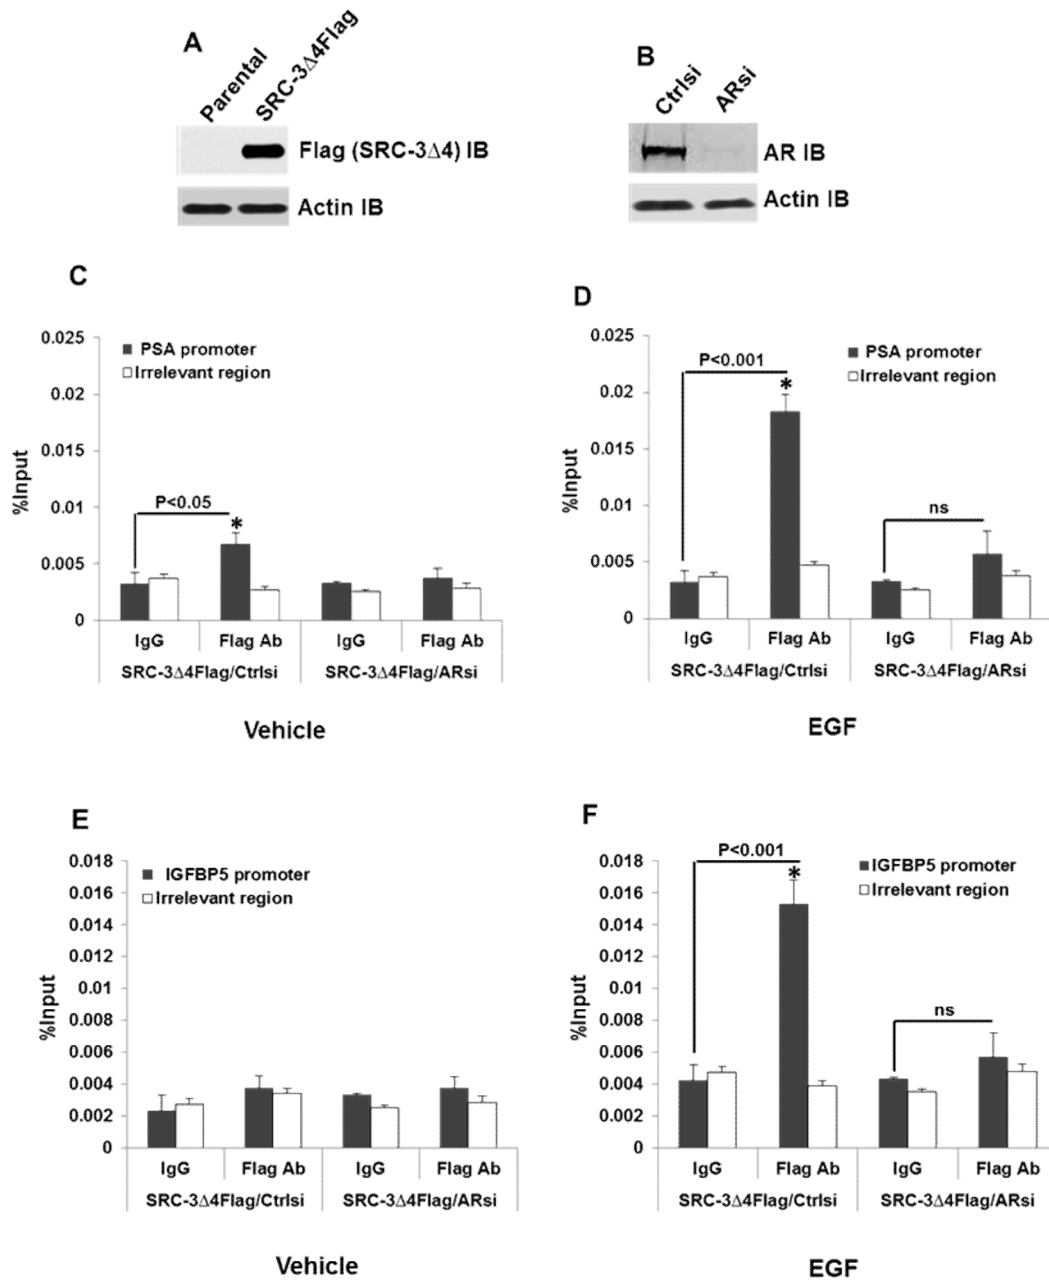 A
Parental
SRC-3Δ4Flag
Flag (SRC-3Δ4) IB
Actin IB
B
Ctrlsi
ARsi
AR IB
Actin IB
C
0.025
0.02
0.015
0.01
0.005
0
%Input
PSA promoter
Irrelevant region
P<0.05
*
IgG
Flag Ab
IgG
Flag Ab
SRC-3Δ4Flag/Ctrlsi
SRC-3Δ4Flag/ARsi
Vehicle
D
0.025
0.02
0.015
0.01
0.005
0
%Input
PSA promoter
Irrelevant region
P<0.001
*
ns
IgG
Flag Ab
IgG
Flag Ab
SRC-3Δ4Flag/Ctrlsi
SRC-3Δ4Flag/ARsi
EGF
E
0.018
0.016
0.014
0.012
0.01
0.008
0.006
0.004
0.002
0
%Input
IGFBP5 promoter
Irrelevant region
IgG
Flag Ab
IgG
Flag Ab
SRC-3Δ4Flag/Ctrlsi
SRC-3Δ4Flag/ARsi
Vehicle
F
0.018
0.016
0.014
0.012
0.01
0.008
0.006
0.004
0.002
0
%Input
IGFBP5 promoter
Irrelevant region
P<0.001
*
ns
IgG
Flag Ab
IgG
Flag Ab
SRC-3Δ4Flag/Ctrlsi
SRC-3Δ4Flag/ARsi
EGF